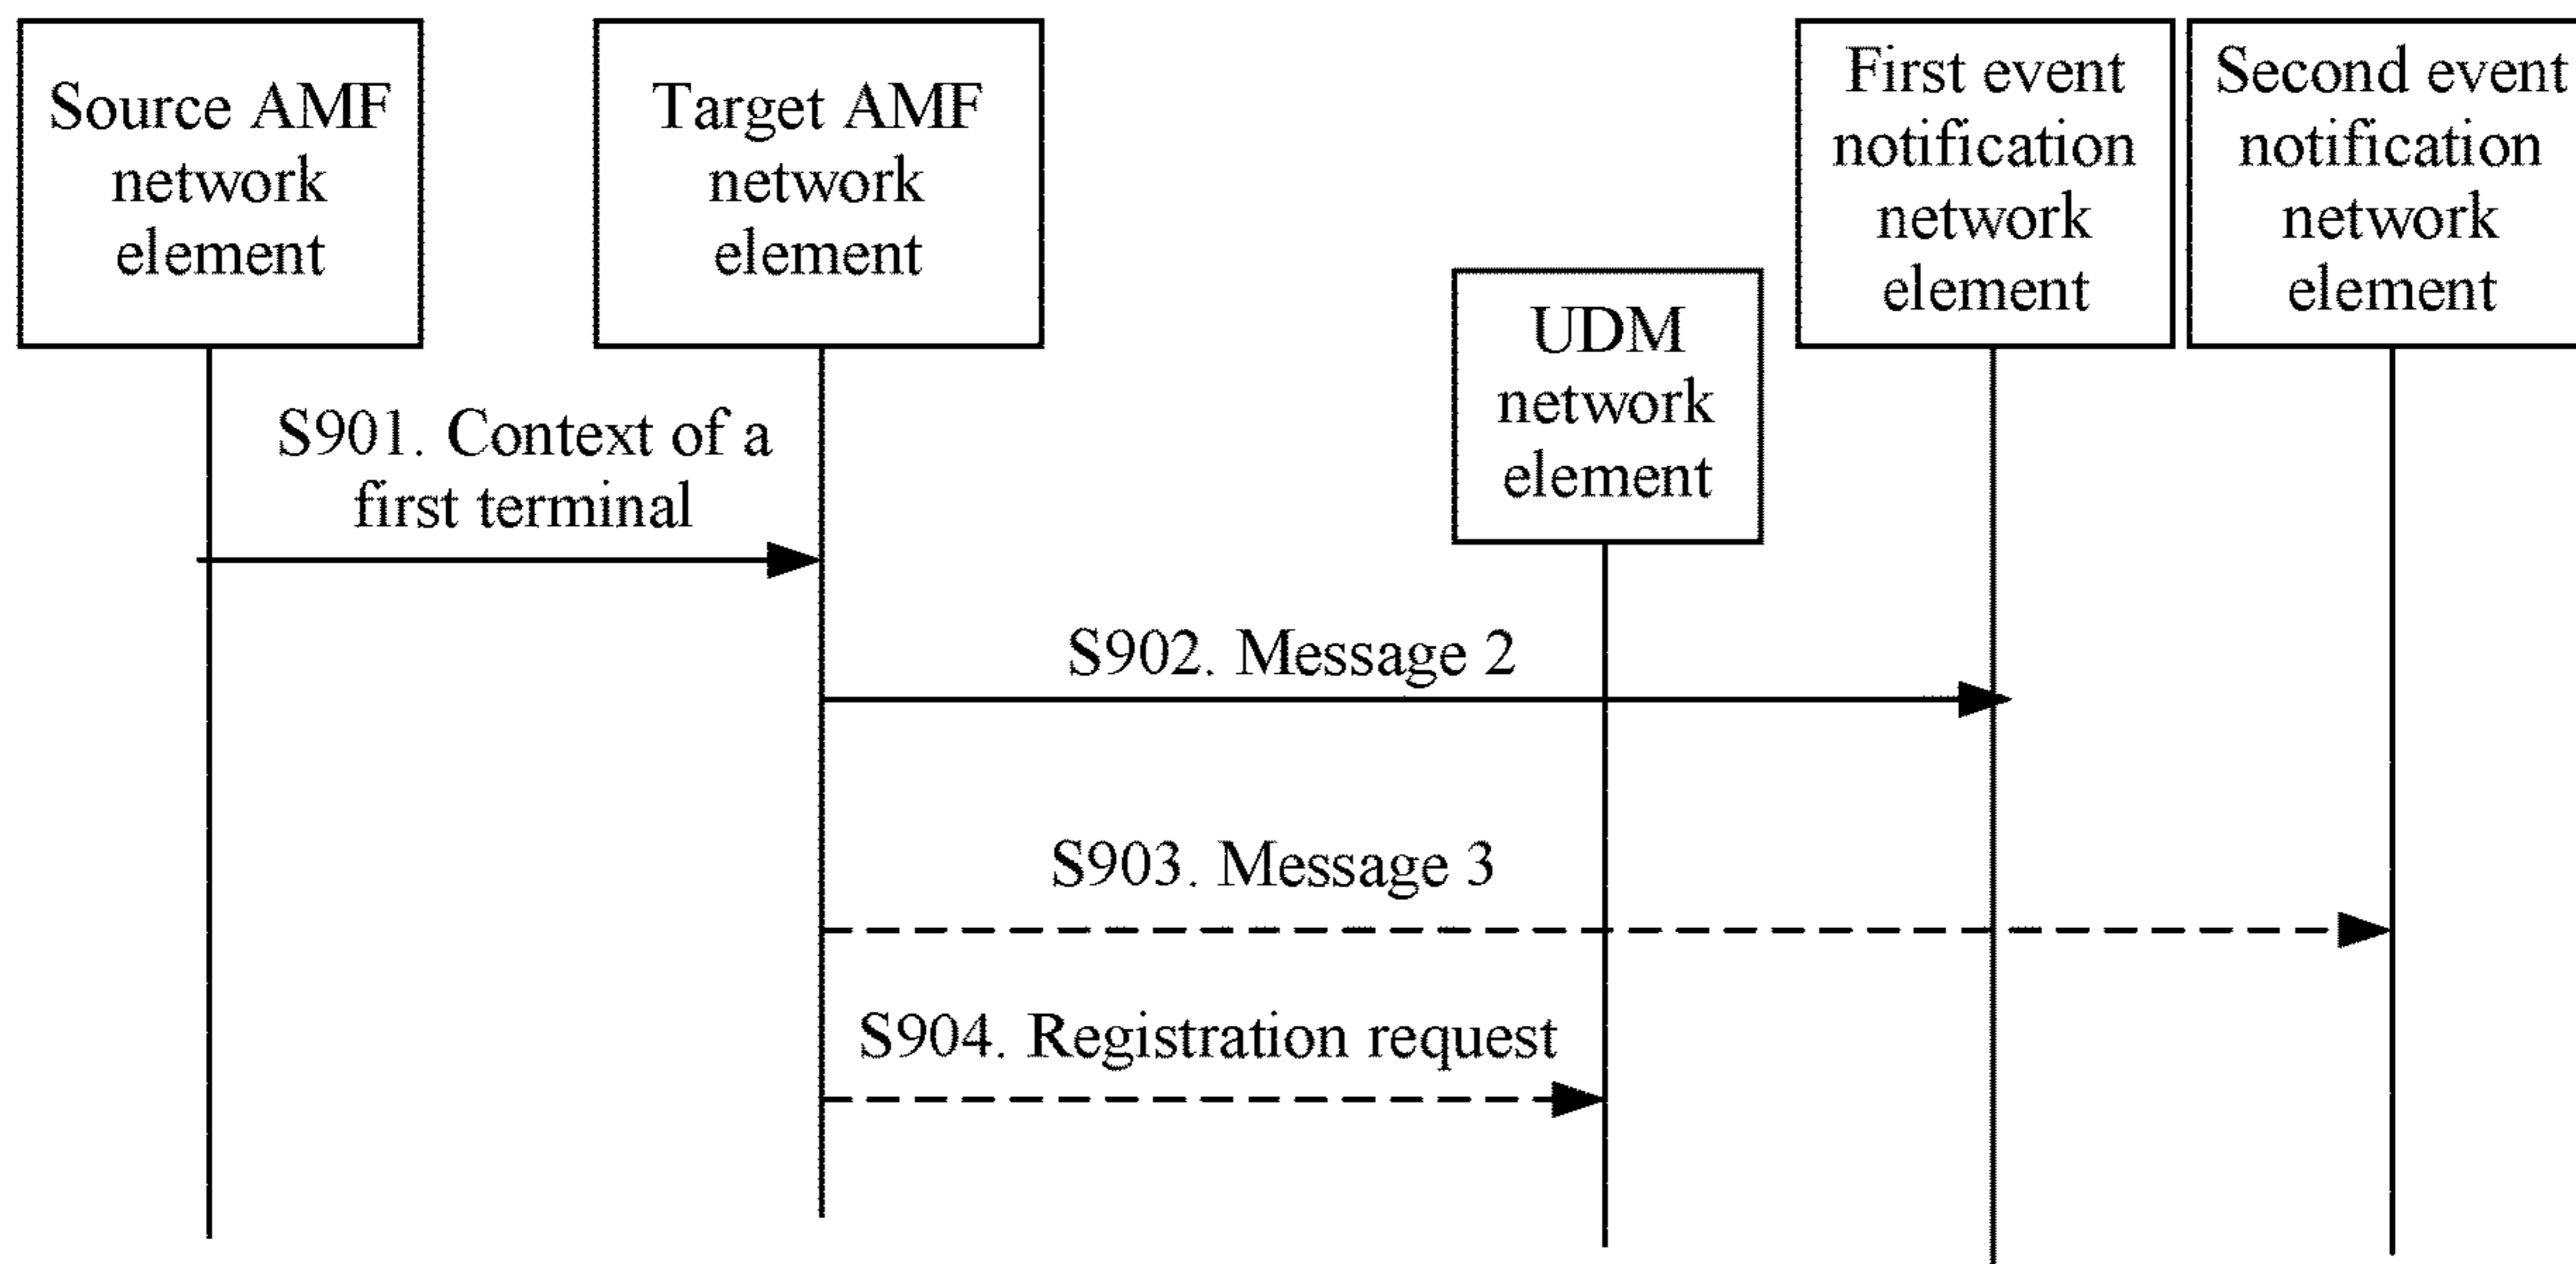 Source AMF
network
element
Target AMF
network
element
UDM
network
element
First event
notification
network
element
Second event
notification
network
element
S901. Context of a
first terminal
S902. Message 2
S903. Message 3
S904. Registration request